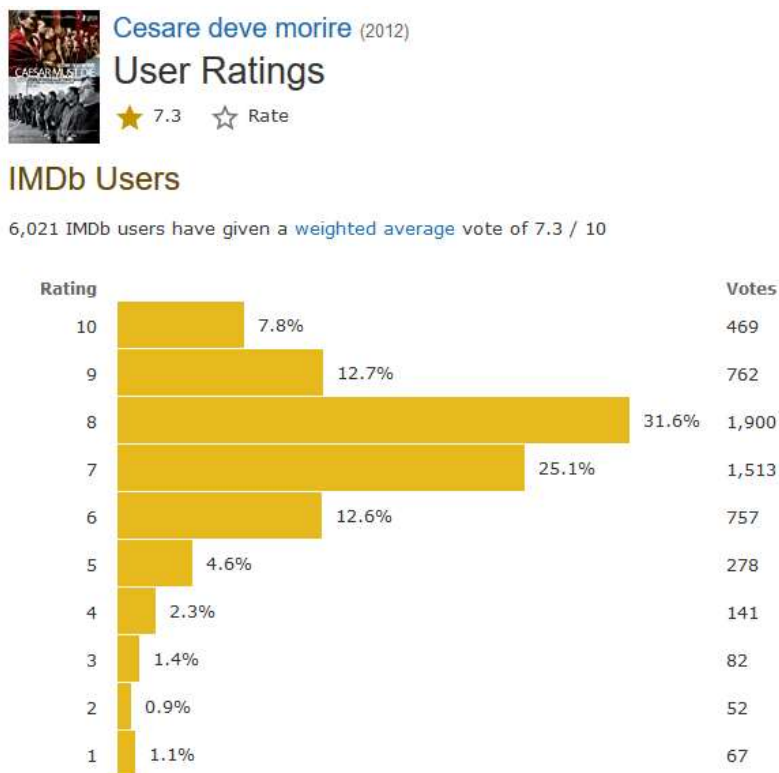 Cesare deve morire (2012)
User Ratings
7.3 Rate
CAESAR MUST DIE
IMDb Users
6,021 IMDb users have given a weighted average vote of 7.3 / 10
Rating Votes
10 7.8% 469
9 12.7% 762
8 31.6% 1,900
7 25.1% 1,513
6 12.6% 757
5 4.6% 278
4 2.3% 141
3 1.4% 82
2 0.9% 52
1 1.1% 67